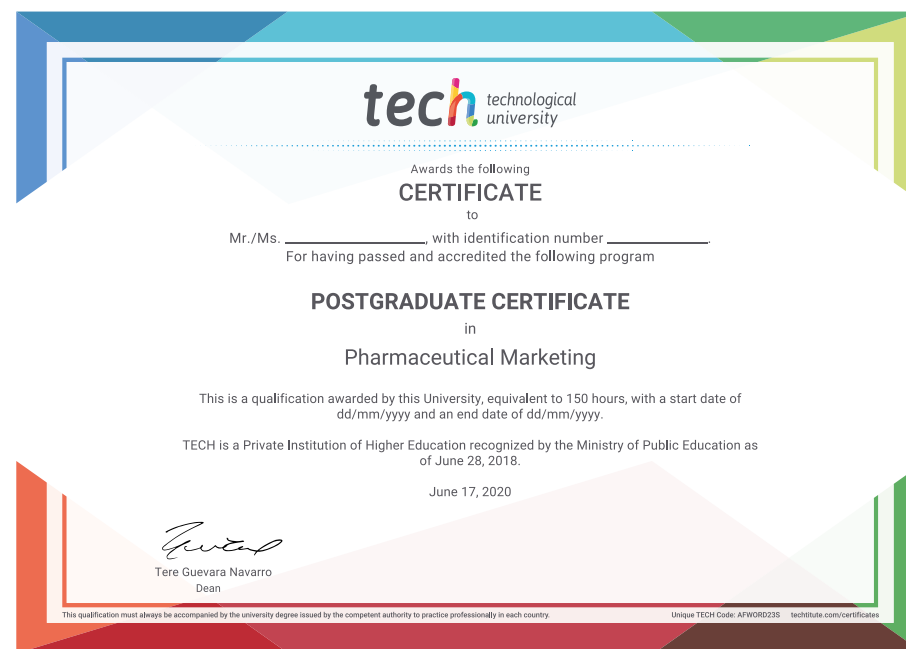 tech technological
university
Awards the following
CERTIFICATE
to
Mr./Ms. ____________________, with identification number ______________.
For having passed and accredited the following program
POSTGRADUATE CERTIFICATE
in
Pharmaceutical Marketing
This is a qualification awarded by this University, equivalent to 150 hours, with a start date of
dd/mm/yyyy and an end date of dd/mm/yyyy.
TECH is a Private Institution of Higher Education recognized by the Ministry of Public Education as
of June 28, 2018.
June 17, 2020
Tere Guevara Navarro
Dean
This qualification must always be accompanied by the university degree issued by the competent authority to practice professionally in each country. Unique TECH Code: AFWORD23S techtitute.com/certificates